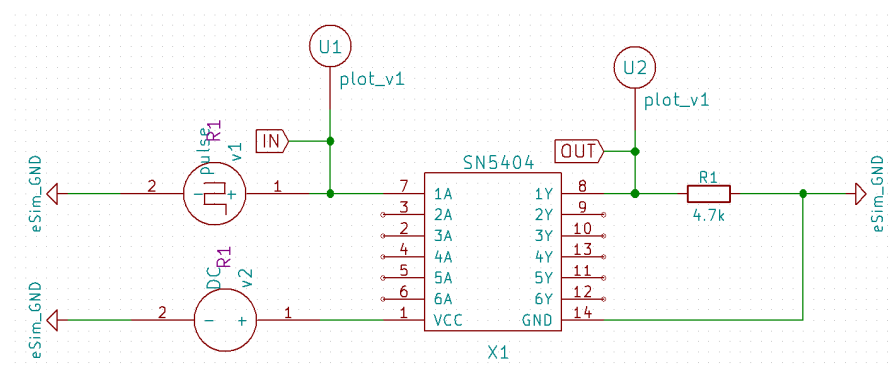 U1
plot_v1
U2
plot_v1
IN
OUT
pulse
R1
v1
eSim_GND
2
- +
1
SN5404
7 1A 1Y 8
3 2A 2Y 9
2 3A 3Y 10
4 4A 4Y 13
5 5A 5Y 11
6 6A 6Y 12
1 VCC GND 14
X1
R1
4.7k
eSim_GND
DC
R1
v2
eSim_GND
2
- +
1